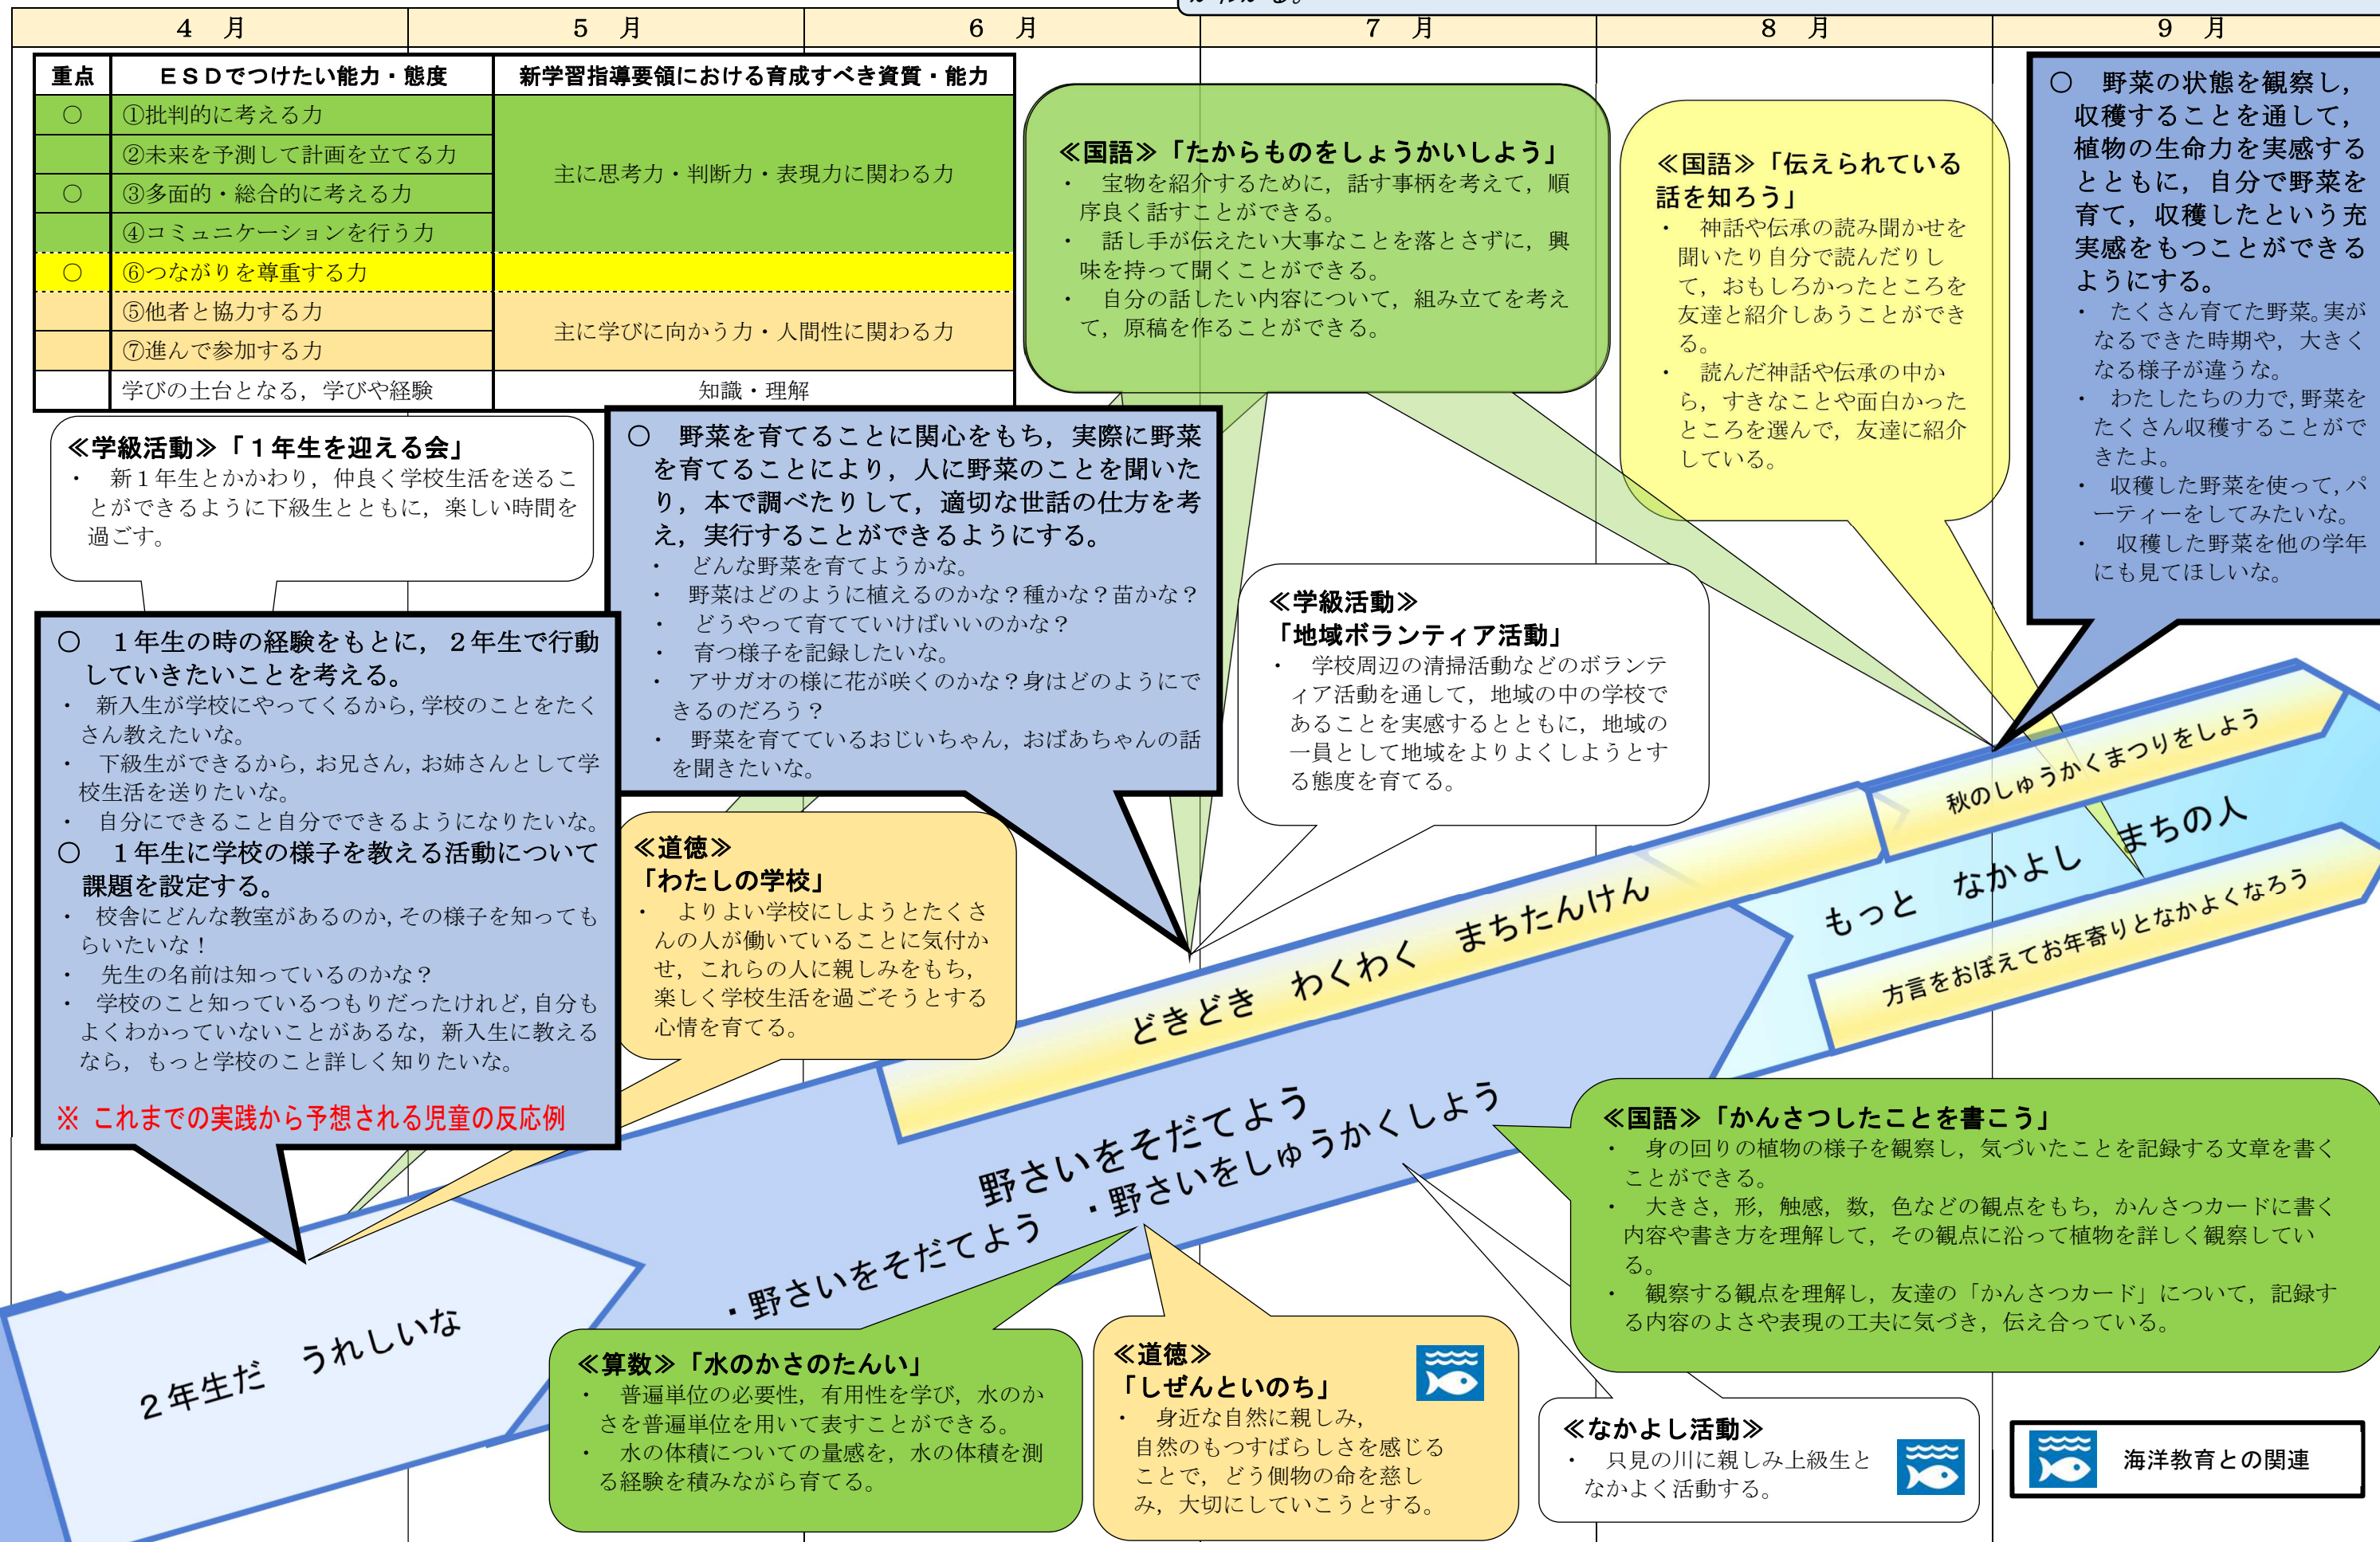 4　月
5　月
6　月
7　月
8　月
9　月
重点
ＥＳＤでつけたい能力・態度
新学習指導要領における育成すべき資質・能力
○
①批判的に考える力
②未来を予測して計画を立てる力
○
③多面的・総合的に考える力
④コミュニケーションを行う力
主に思考力・判断力・表現力に関わる力
○
⑥つながりを尊重する力
⑤他者と協力する力
⑦進んで参加する力
主に学びに向かう力・人間性に関わる力
学びの土台となる，学びや経験
知識・理解
≪国語≫「たからものをしょうかいしよう」
・　宝物を紹介するために，話す事柄を考えて，順
序良く話すことができる。
・　話し手が伝えたい大事なことを落とさずに，興
味を持って聞くことができる。
・　自分の話したい内容について，組み立てを考え
て，原稿を作ることができる。
≪国語≫「伝えられている
話を知ろう」
・　神話や伝承の読み聞かせを
聞いたり自分で読んだりし
て，おもしろかったところを
友達と紹介しあうことができ
る。
・　読んだ神話や伝承の中か
ら，すきなことや面白かった
ところを選んで，友達に紹介
している。
○　野菜の状態を観察し，
収穫することを通して，
植物の生命力を実感する
とともに，自分で野菜を
育て，収穫したという充
実感をもつことができる
ようにする。
・　たくさん育てた野菜。実が
なるできた時期や，大きく
なる様子が違うな。
・　わたしたちの力で，野菜を
たくさん収穫することがで
きたよ。
・　収穫した野菜を使って，パ
ーティーをしてみたいな。
・　収穫した野菜を他の学年
にも見てほしいな。
≪学級活動≫「１年生を迎える会」
・　新１年生とかかわり，仲良く学校生活を送るこ
とができるように下級生とともに，楽しい時間を
過ごす。
○　野菜を育てることに関心をもち，実際に野菜
を育てることにより，人に野菜のことを聞いた
り，本で調べたりして，適切な世話の仕方を考
え，実行することができるようにする。
・　どんな野菜を育てようかな。
・　野菜はどのように植えるのかな？種かな？苗かな？
・　どうやって育てていけばいいのかな？
・　育つ様子を記録したいな。
・　アサガオの様に花が咲くのかな？身はどのようにで
きるのだろう？
・　野菜を育てているおじいちゃん，おばあちゃんの話
を聞きたいな。
≪学級活動≫
「地域ボランティア活動」
・　学校周辺の清掃活動などのボランテ
ィア活動を通して，地域の中の学校で
あることを実感するとともに，地域の
一員として地域をよりよくしようとす
る態度を育てる。
○　１年生の時の経験をもとに，２年生で行動
していきたいことを考える。
・　新入生が学校にやってくるから，学校のことをたく
さん教えたいな。
・　下級生ができるから，お兄さん，お姉さんとして学
校生活を送りたいな。
・　自分にできること自分でできるようになりたいな。
○　１年生に学校の様子を教える活動について
課題を設定する。
・　校舎にどんな教室があるのか，その様子を知っても
らいたいな！
・　先生の名前は知っているのかな？
・　学校のこと知っているつもりだったけれど，自分も
よくわかっていないことがあるな，新入生に教える
なら，もっと学校のこと詳しく知りたいな。
※ これまでの実践から予想される児童の反応例
≪道徳≫
「わたしの学校」
・　よりよい学校にしようとたくさ
んの人が働いていることに気付か
せ，これらの人に親しみをもち，
楽しく学校生活を過ごそうとする
心情を育てる。
秋のしゅうかくまつりをしよう
もっと　なかよし　まちの人
方言をおぼえてお年寄りとなかよくなろう
どきどき　わくわく　まちたんけん
野さいをそだてよう
・野さいをそだてよう　・野さいをしゅうかくしよう
２年生だ　うれしいな
≪国語≫「かんさつしたことを書こう」
・　身の回りの植物の様子を観察し，気づいたことを記録する文章を書く
ことができる。
・　大きさ，形，触感，数，色などの観点をもち，かんさつカードに書く
内容や書き方を理解して，その観点に沿って植物を詳しく観察してい
る。
・　観察する観点を理解し，友達の「かんさつカード」について，記録す
る内容のよさや表現の工夫に気づき，伝え合っている。
≪算数≫「水のかさのたんい」
・　普遍単位の必要性，有用性を学び，水のか
さを普遍単位を用いて表すことができる。
・　水の体積についての量感を，水の体積を測
る経験を積みながら育てる。
≪道徳≫
「しぜんといのち」
・　身近な自然に親しみ，
自然のもつすばらしさを感じる
ことで，どう側物の命を慈し
み，大切にしていこうとする。
≪なかよし活動≫
・　只見の川に親しみ上級生と
なかよく活動する。
海洋教育との関連